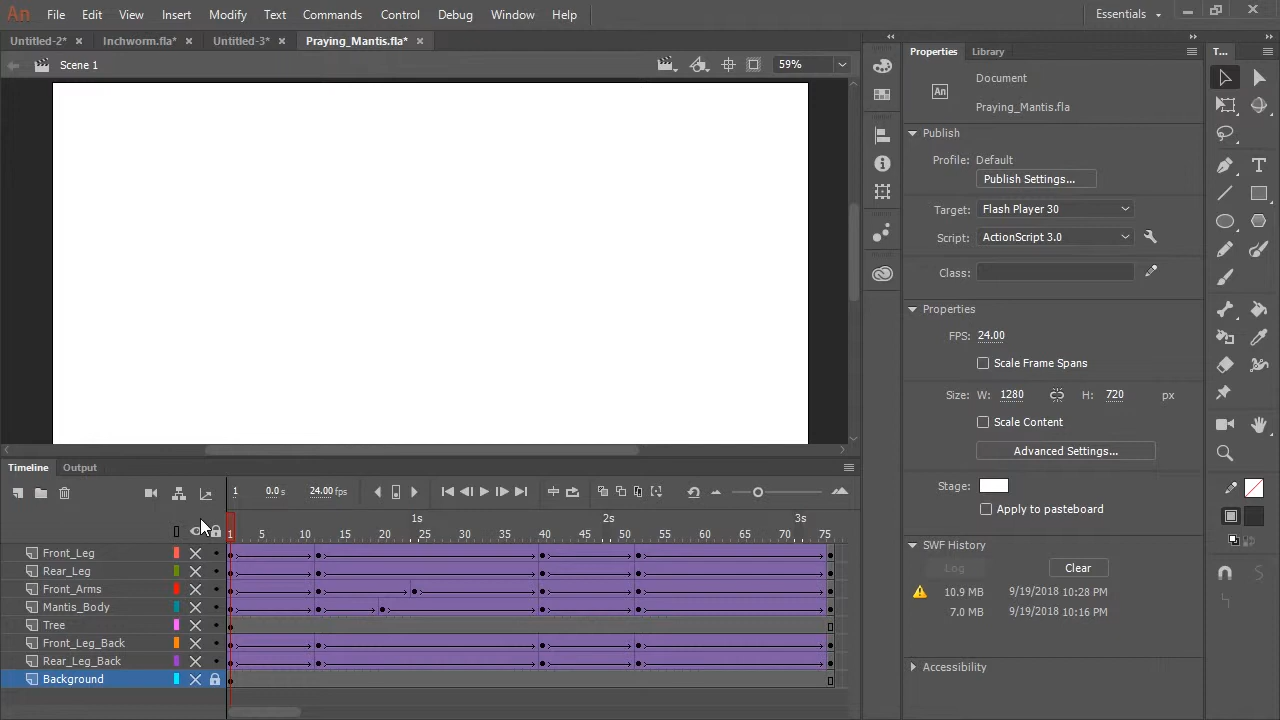 An File Edit View Insert Modify Text Commands Control Debug Window Help Essentials
Untitled-2* × Inchworm.fla* × Untitled-3* × Praying_Mantis.fla* ×
Scene 1 59%
Properties Library T...
Document
An
Praying_Mantis.fla
Publish
Profile: Default
Publish Settings...
Target: Flash Player 30
Script: ActionScript 3.0
Class:
Properties
FPS: 24.00
Scale Frame Spans
Size: W: 1280 H: 720 px
Scale Content
Advanced Settings...
Stage:
Apply to pasteboard
SWF History
Log Clear
10.9 MB 9/19/2018 10:28 PM
7.0 MB 9/19/2018 10:16 PM
Accessibility
Timeline Output
1 0.0 s 24.00 fps
1s 2s 3s
1 5 10 15 20 25 30 35 40 45 50 55 60 65 70 75
Front_Leg
Rear_Leg
Front_Arms
Mantis_Body
Tree
Front_Leg_Back
Rear_Leg_Back
Background